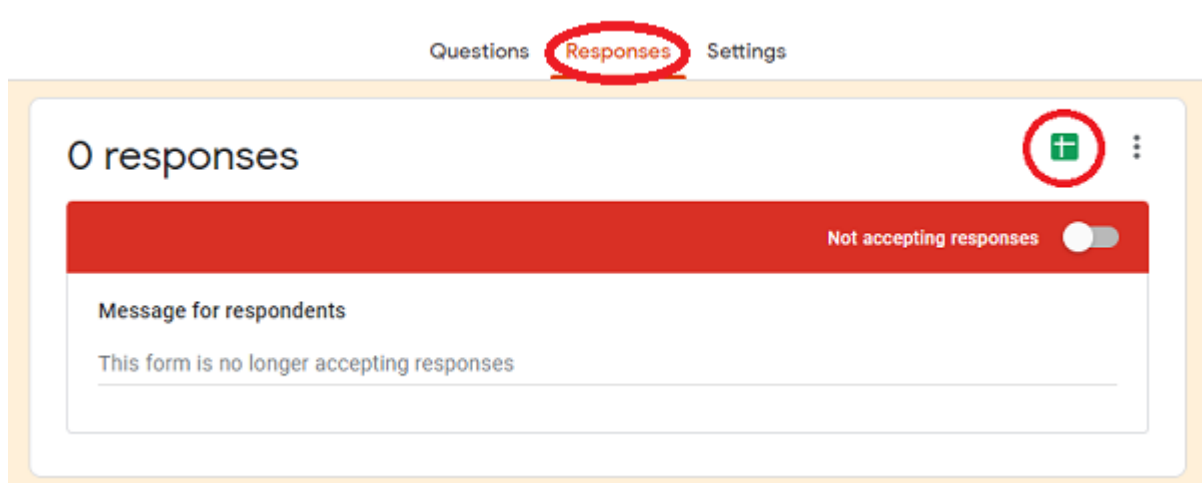 Questions Responses Settings
0 responses
Not accepting responses
Message for respondents
This form is no longer accepting responses